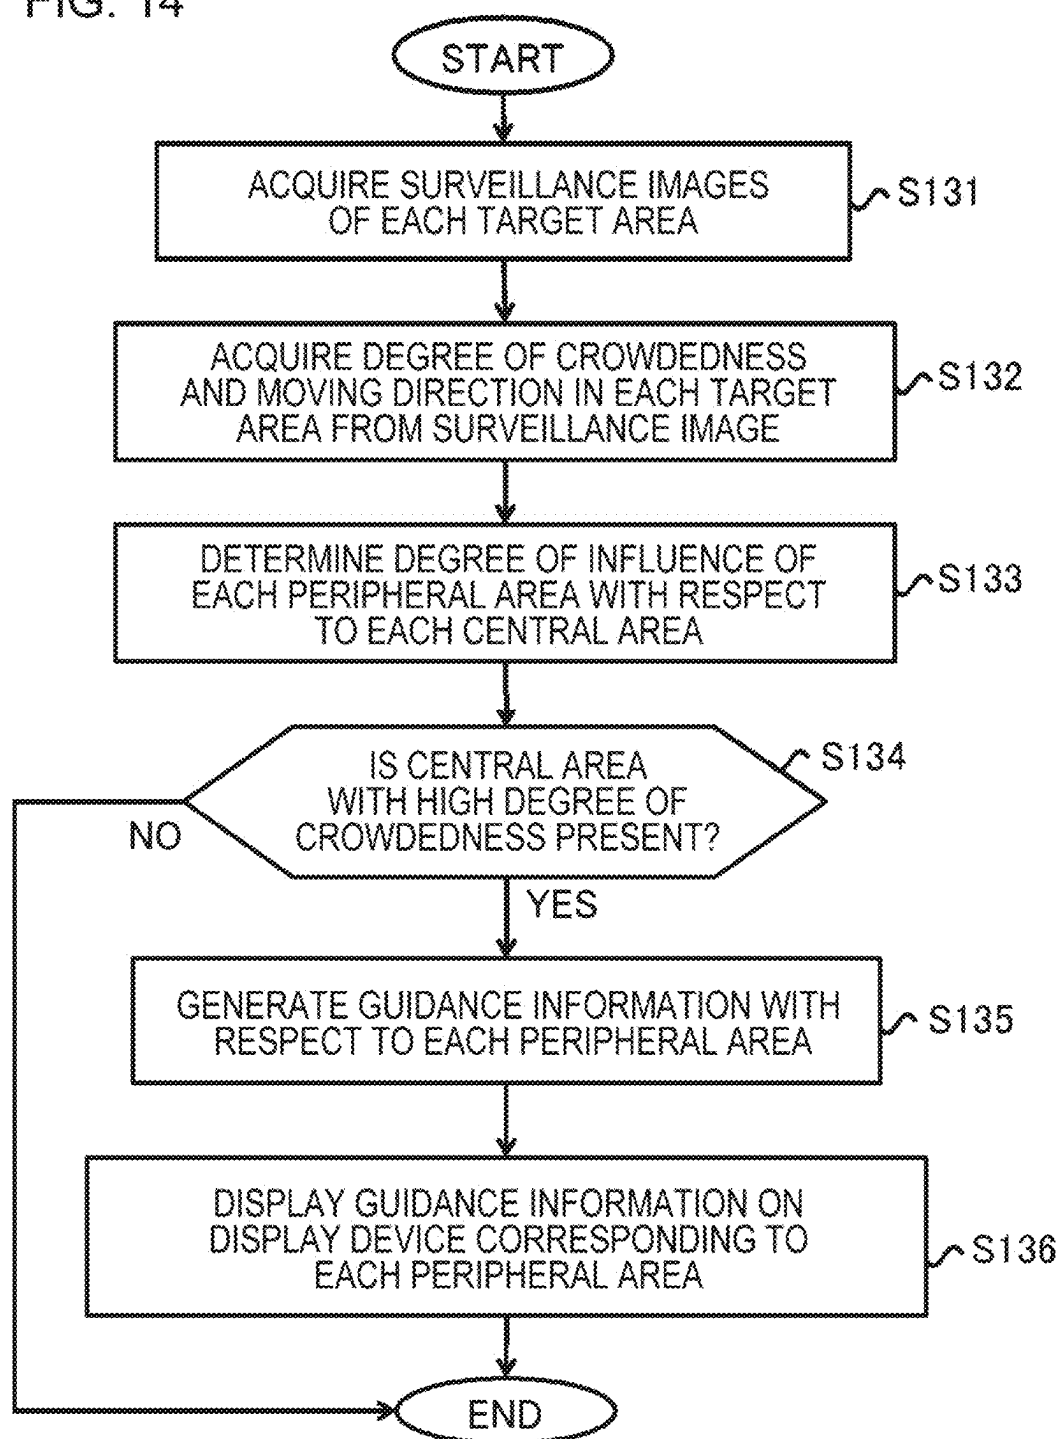 FIG. 14
START
ACQUIRE SURVEILLANCE IMAGES
OF EACH TARGET AREA
S131
ACQUIRE DEGREE OF CROWDEDNESS
AND MOVING DIRECTION IN EACH TARGET
AREA FROM SURVEILLANCE IMAGE
S132
DETERMINE DEGREE OF INFLUENCE OF
EACH PERIPHERAL AREA WITH RESPECT
TO EACH CENTRAL AREA
S133
IS CENTRAL AREA
WITH HIGH DEGREE OF
CROWDEDNESS PRESENT?
S134
NO
YES
GENERATE GUIDANCE INFORMATION WITH
RESPECT TO EACH PERIPHERAL AREA
S135
DISPLAY GUIDANCE INFORMATION ON
DISPLAY DEVICE CORRESPONDING TO
EACH PERIPHERAL AREA
S136
END